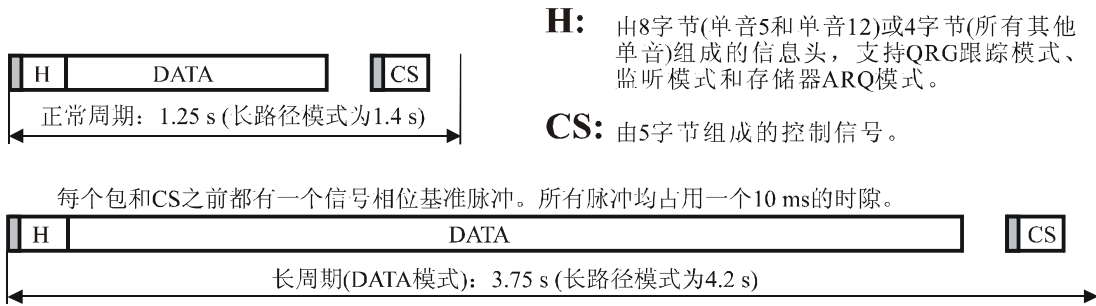 H: 由8字节(单音5和单音12)或4字节(所有其他
单音)组成的信息头，支持QRG跟踪模式、
监听模式和存储器ARQ模式。
H DATA CS
正常周期：1.25 s (长路径模式为1.4 s)
CS: 由5字节组成的控制信号。
每个包和CS之前都有一个信号相位基准脉冲。所有脉冲均占用一个10 ms的时隙。
H DATA CS
长周期(DATA模式)：3.75 s (长路径模式为4.2 s)